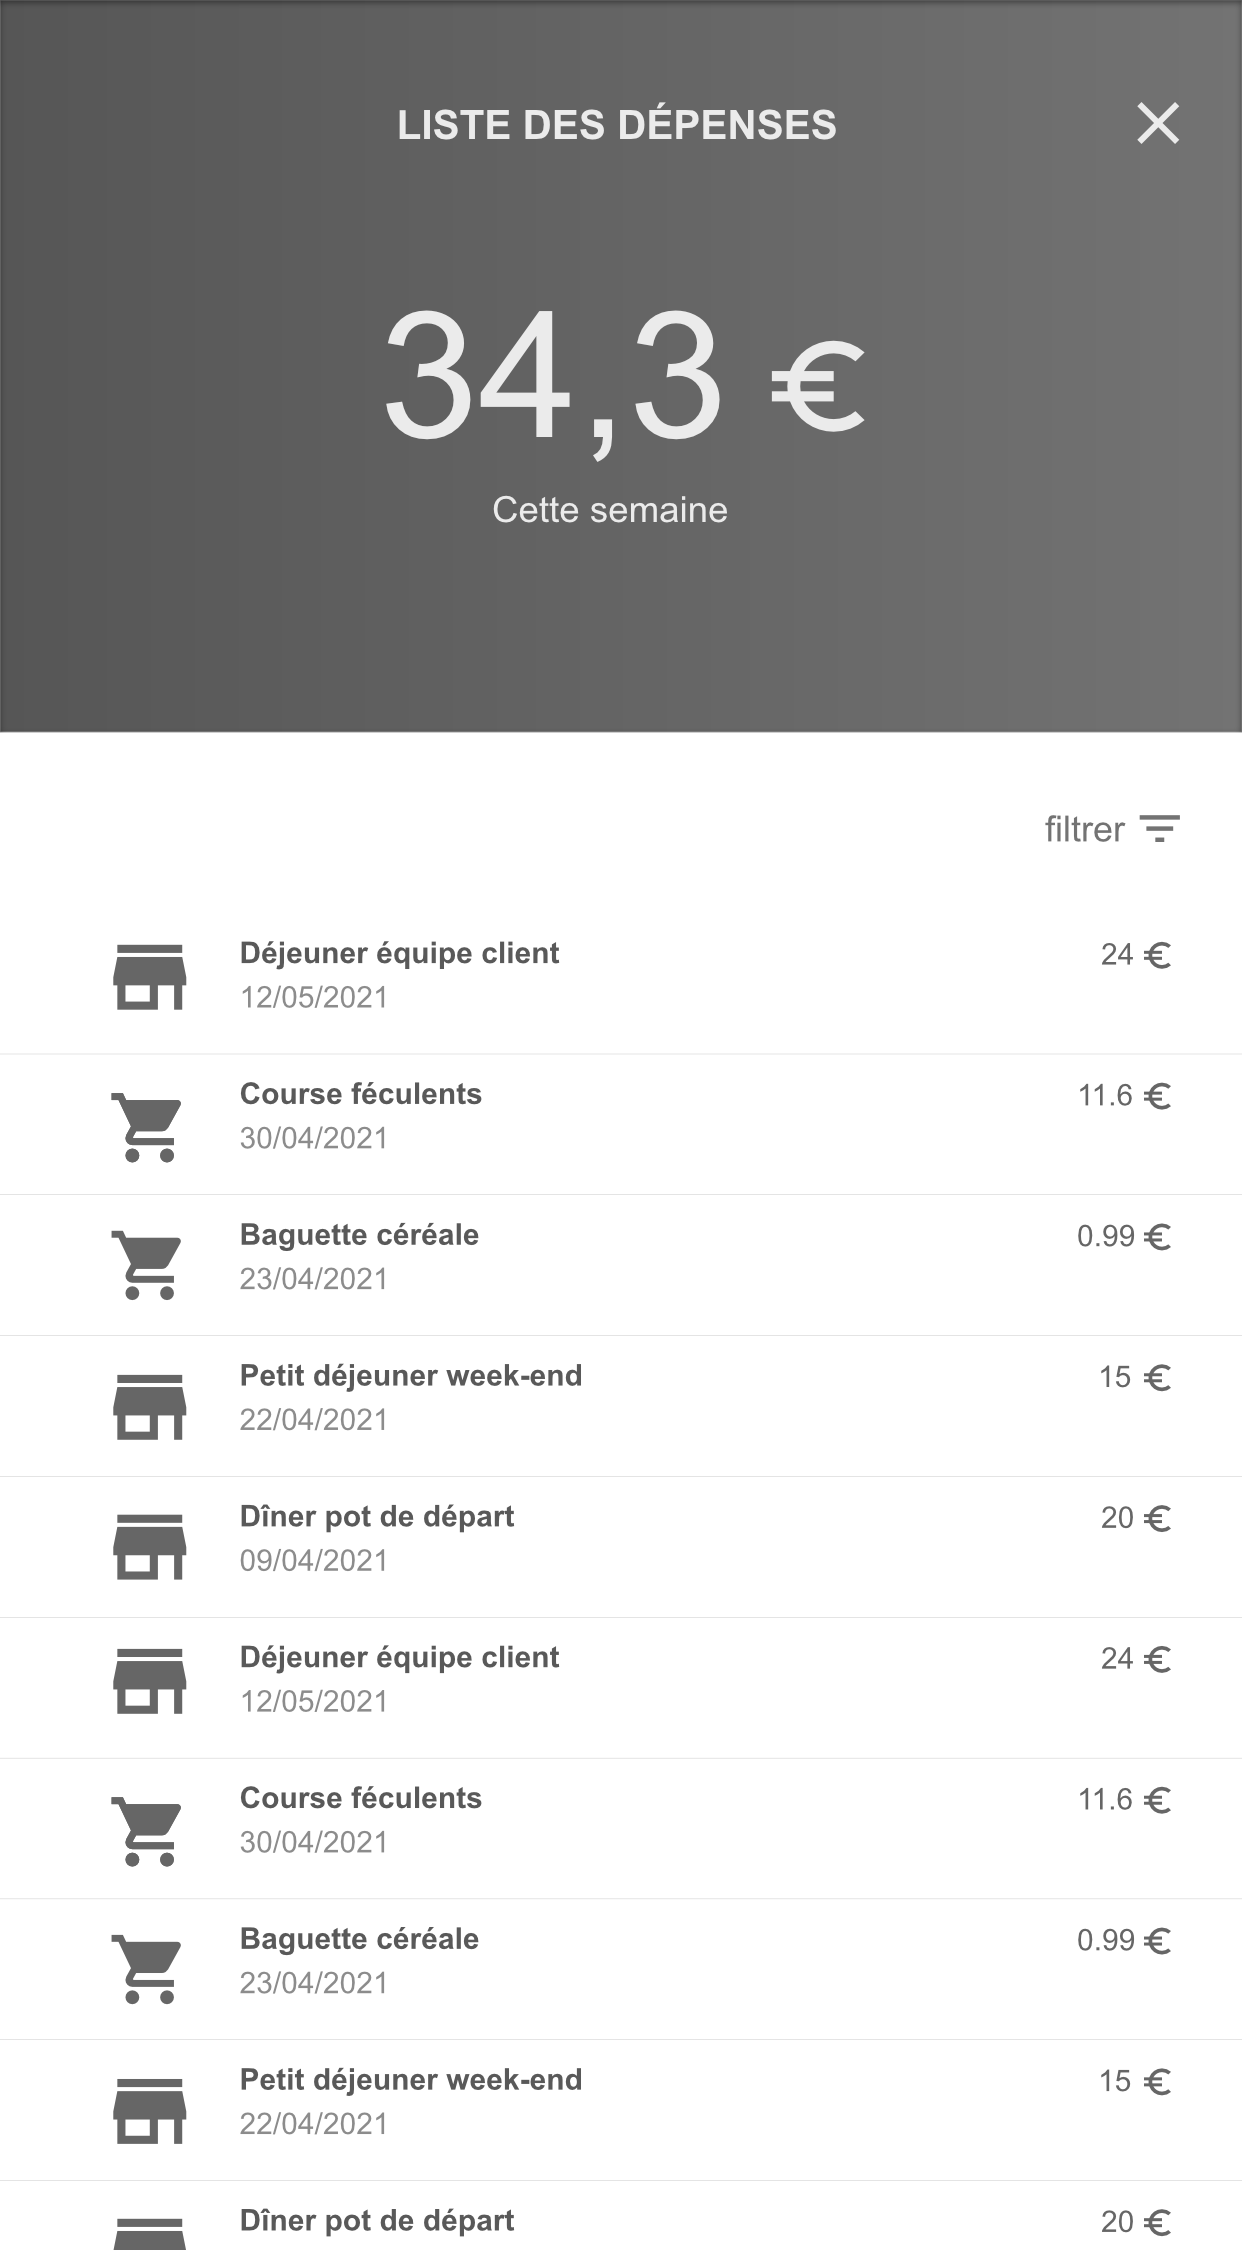 LISTE DES DÉPENSES
34,3 €
Cette semaine
filtrer
Déjeuner équipe client 24 €
12/05/2021
Course féculents 11.6 €
30/04/2021
Baguette céréale 0.99 €
23/04/2021
Petit déjeuner week-end 15 €
22/04/2021
Dîner pot de départ 20 €
09/04/2021
Déjeuner équipe client 24 €
12/05/2021
Course féculents 11.6 €
30/04/2021
Baguette céréale 0.99 €
23/04/2021
Petit déjeuner week-end 15 €
22/04/2021
Dîner pot de départ 20 €